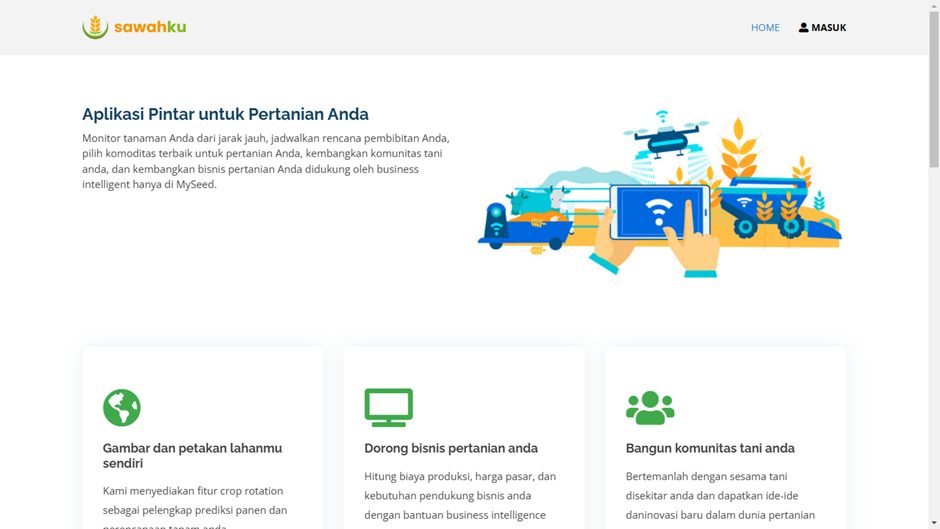 sawahku
HOME
MASUK
Aplikasi Pintar untuk Pertanian Anda
Monitor tanaman Anda dari jarak jauh, jadwalkan rencana pembibitan Anda,
pilih komoditas terbaik untuk pertanian Anda, kembangkan komunitas tani
anda, dan kembangkan bisnis pertanian Anda didukung oleh business
intelligent hanya di MySeed.
Gambar dan petakan lahanmu
sendiri
Kami menyediakan fitur crop rotation
sebagai pelengkap prediksi panen dan
perencanaan tanam anda
Dorong bisnis pertanian anda
Hitung biaya produksi, harga pasar, dan
kebutuhan pendukung bisnis anda
dengan bantuan business intelligence
Bangun komunitas tani anda
Bertemanlah dengan sesama tani
disekitar anda dan dapatkan ide-ide
daninovasi baru dalam dunia pertanian